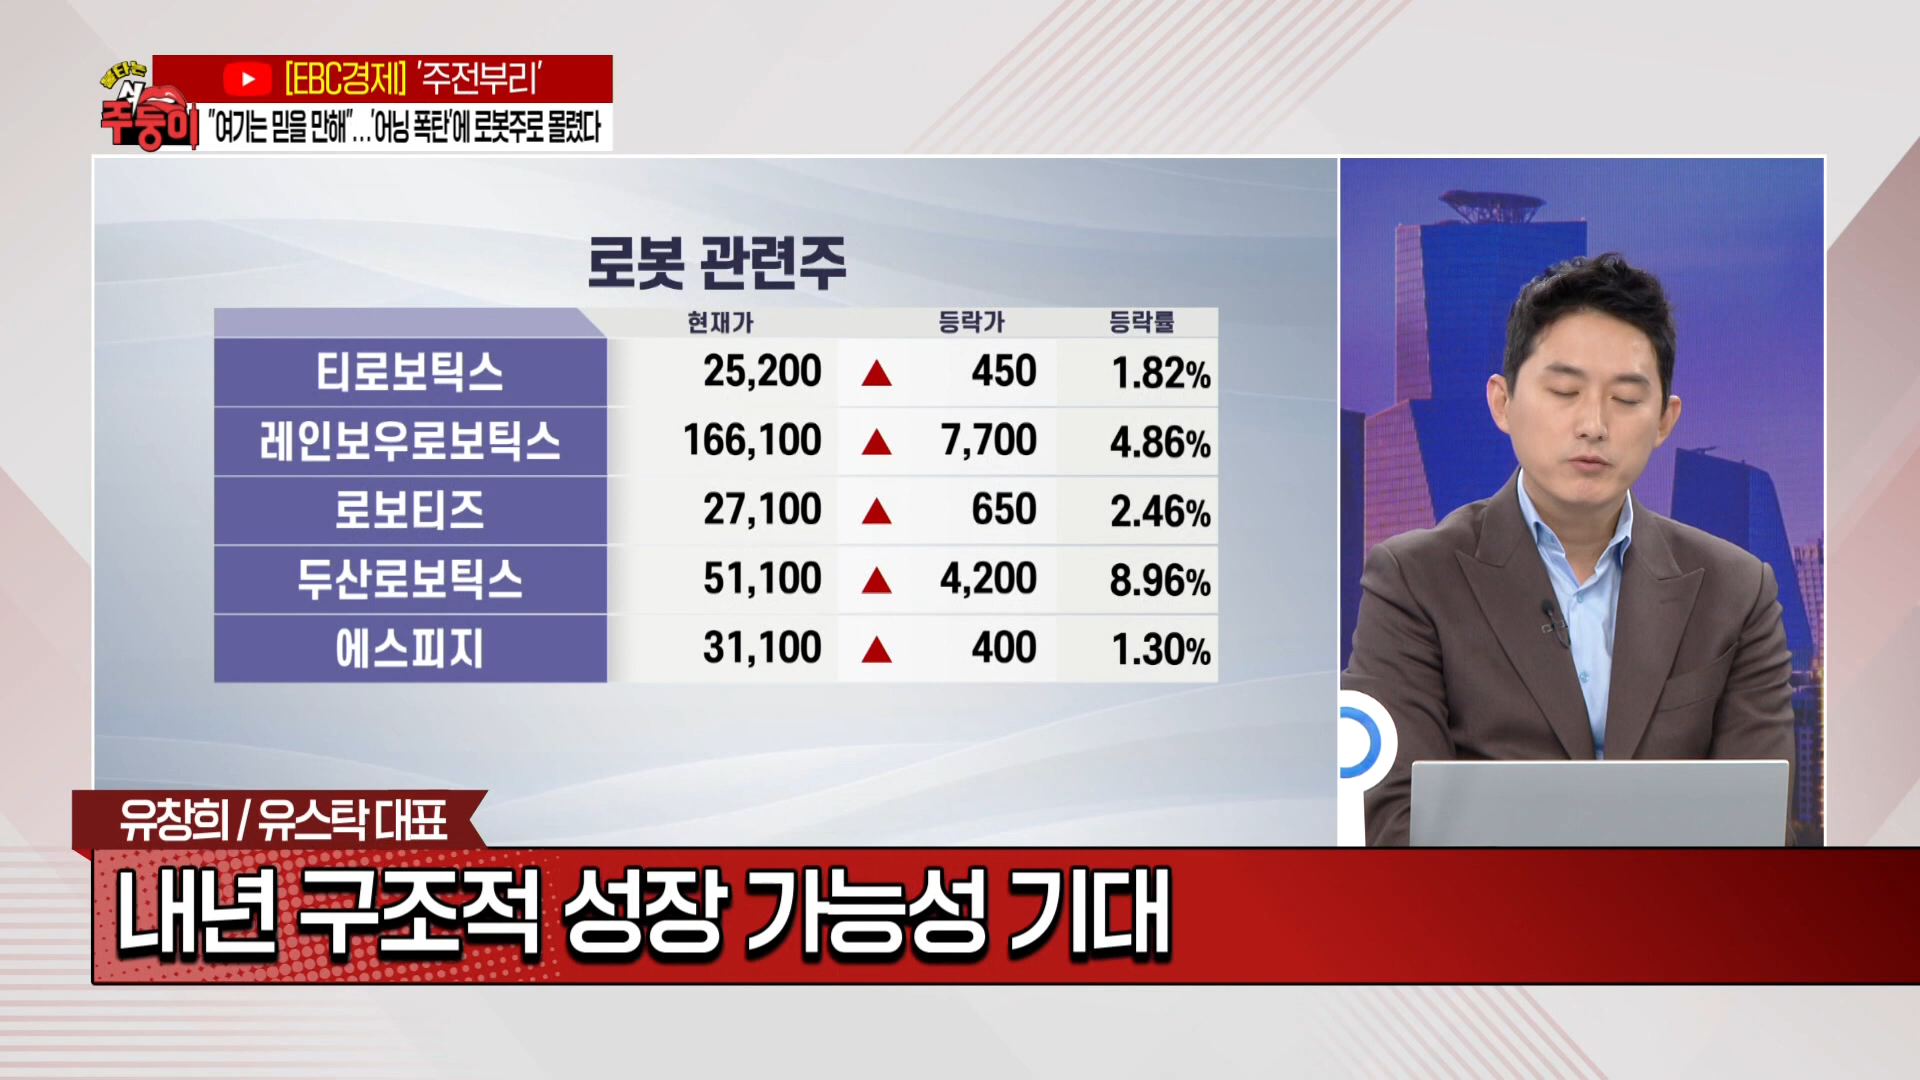 [EBC경제] '주전부리'
불타는
주둥이
"여기는 믿을 만해"...'어닝 폭탄'에 로봇주로 몰렸다
로봇 관련주
현재가 등락가 등락률
티로보틱스 25,200 ▲ 450 1.82%
레인보우로보틱스 166,100 ▲ 7,700 4.86%
로보티즈 27,100 ▲ 650 2.46%
두산로보틱스 51,100 ▲ 4,200 8.96%
에스피지 31,100 ▲ 400 1.30%
유창희 / 유스탁 대표
내년 구조적 성장 가능성 기대